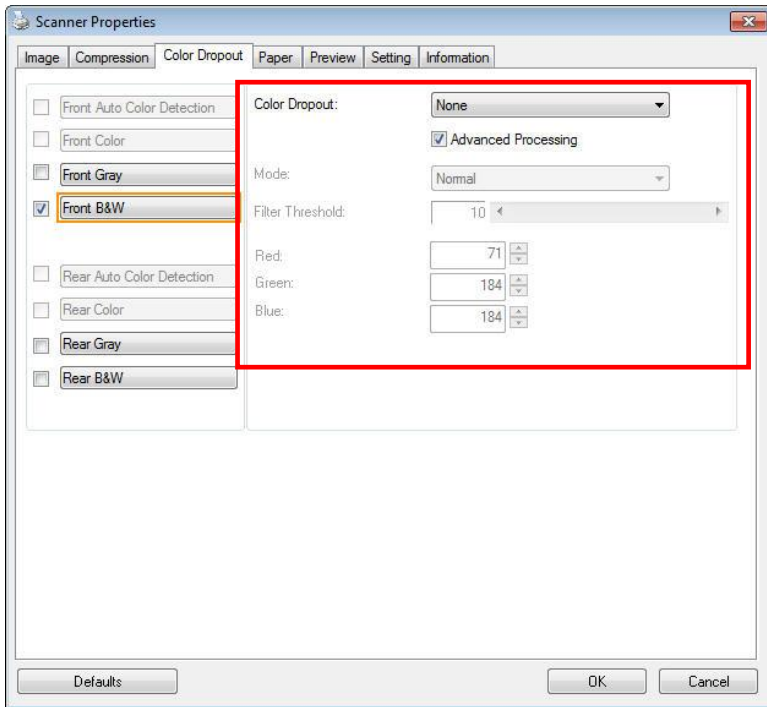 Scanner Properties
Image Compression Color Dropout Paper Preview Setting Information
Front Auto Color Detection
Front Color
Front Gray
Front B&W
Rear Auto Color Detection
Rear Color
Rear Gray
Rear B&W
Color Dropout: None
Advanced Processing
Mode: Normal
Filter Threshold: 10
Red: 71
Green: 184
Blue: 184
Defaults OK Cancel